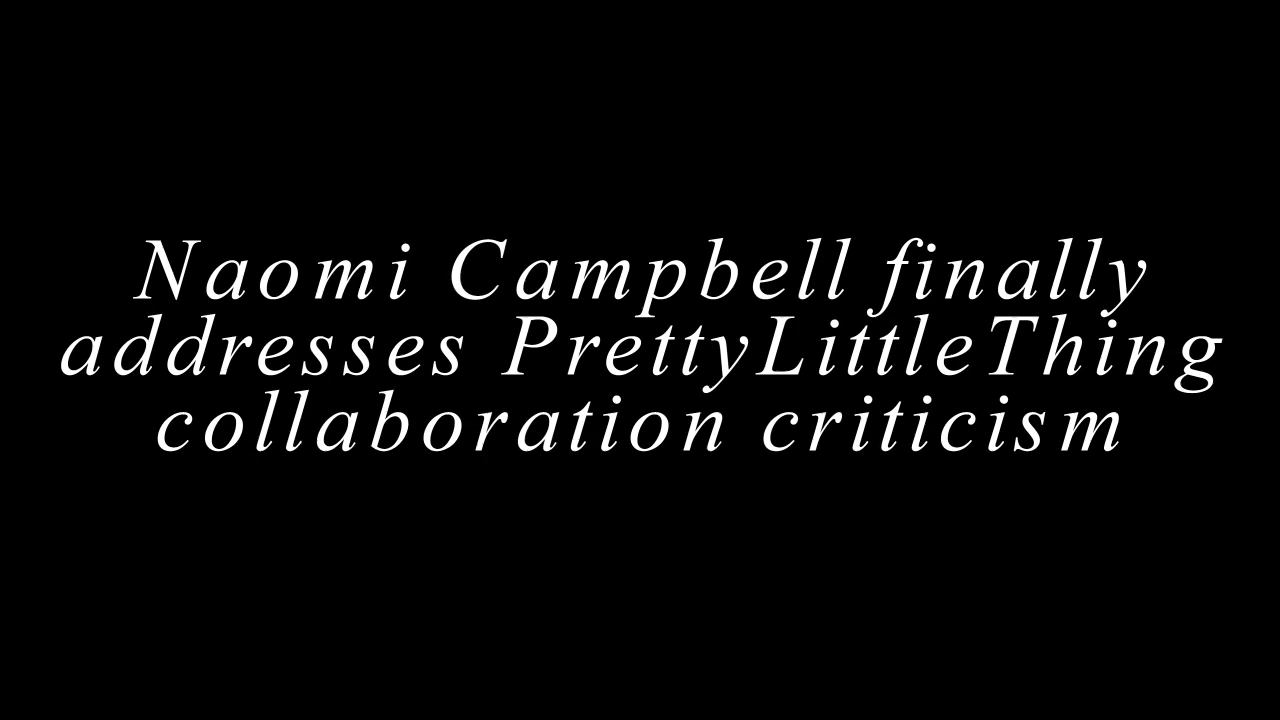 Naomi Campbell finally
addresses PrettyLittleThing
collaboration criticism